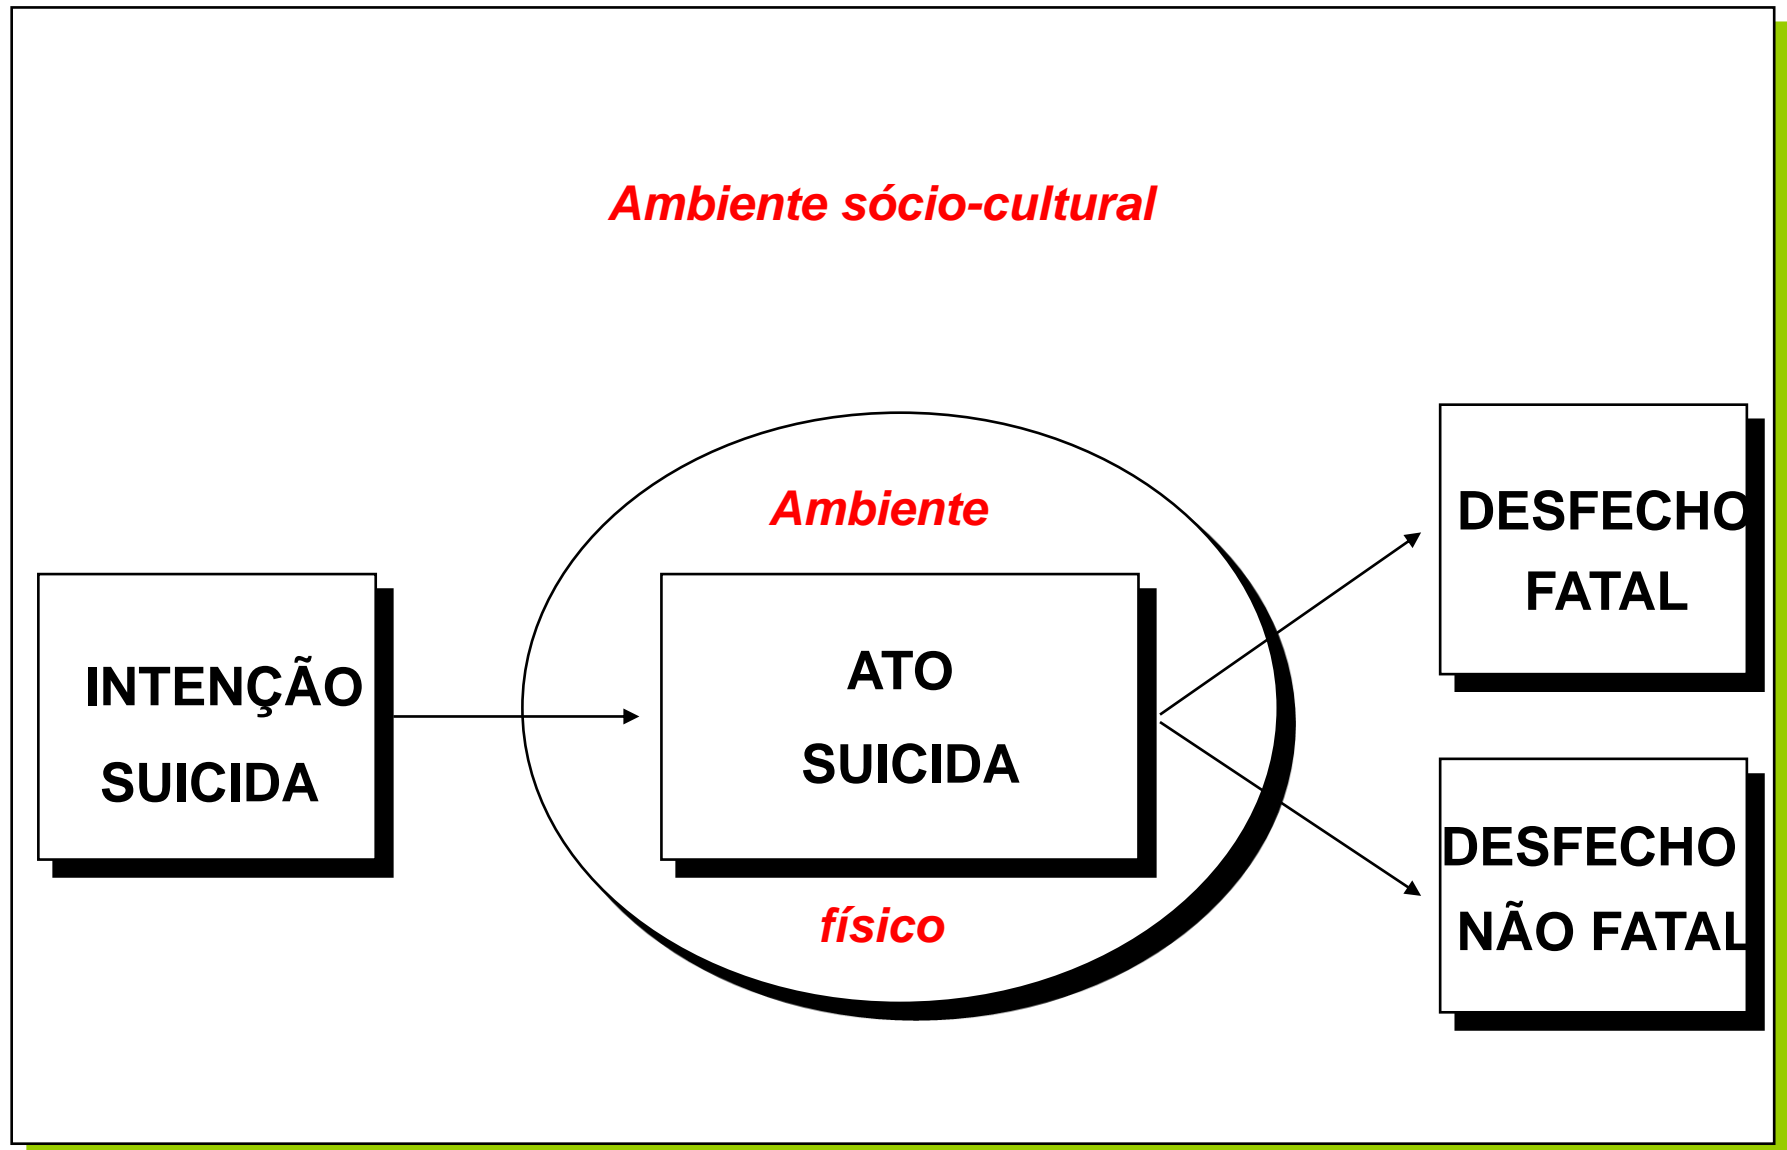 Ambiente sócio-cultural
Ambiente
INTENÇÃO
SUICIDA
ATO
SUICIDA
físico
DESFECHO
FATAL
DESFECHO
NÃO FATAL